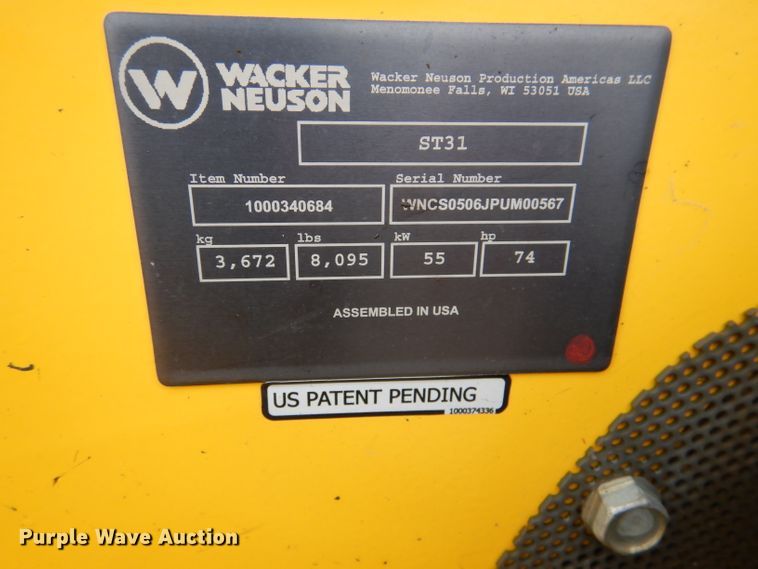 W WACKER NEUSON
Wacker Neuson Production Americas LLC
Menomonee Falls, WI 53051 USA
ST31
Item Number Serial Number
1000340684 WNCS0506JPUM00567
kg lbs kW hp
3,672 8,095 55 74
ASSEMBLED IN USA
US PATENT PENDING
1000374336
Purple Wave Auction